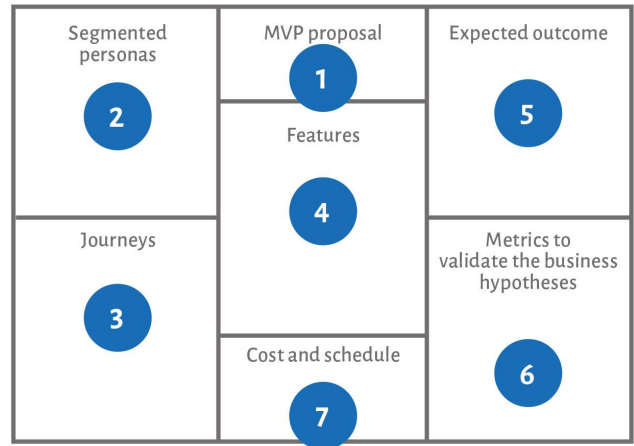 Segmented
personas
2
MVP proposal
1
Expected outcome
5
Features
4
Journeys
3
Metrics to
validate the business
hypotheses
6
Cost and schedule
7